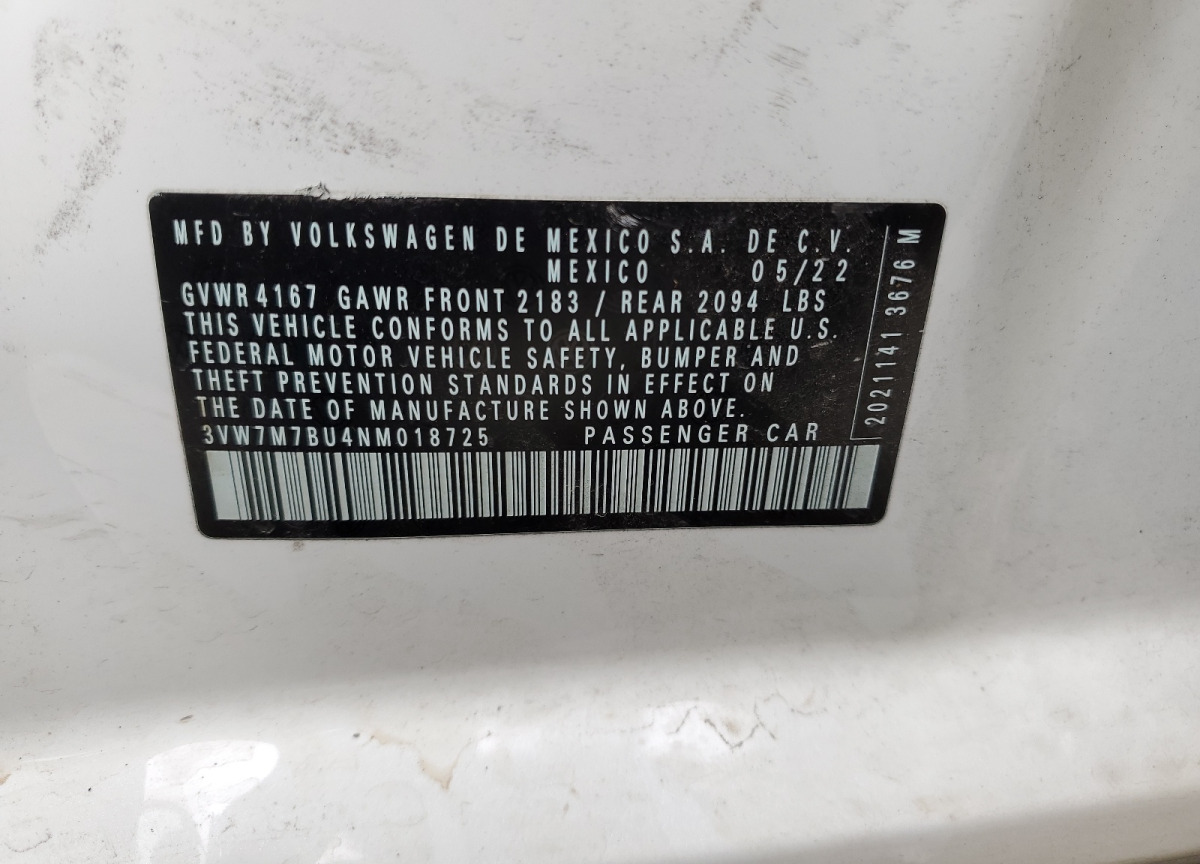 MFD BY VOLKSWAGEN DE MEXICO S.A. DE C.V.
MEXICO 05/22
GVWR 4167 GAWR FRONT 2183 / REAR 2094 LBS
THIS VEHICLE CONFORMS TO ALL APPLICABLE U.S.
FEDERAL MOTOR VEHICLE SAFETY, BUMPER AND
THEFT PREVENTION STANDARDS IN EFFECT ON
THE DATE OF MANUFACTURE SHOWN ABOVE.
3VW7M7BU4NM018725 PASSENGER CAR
2021141 3676 M